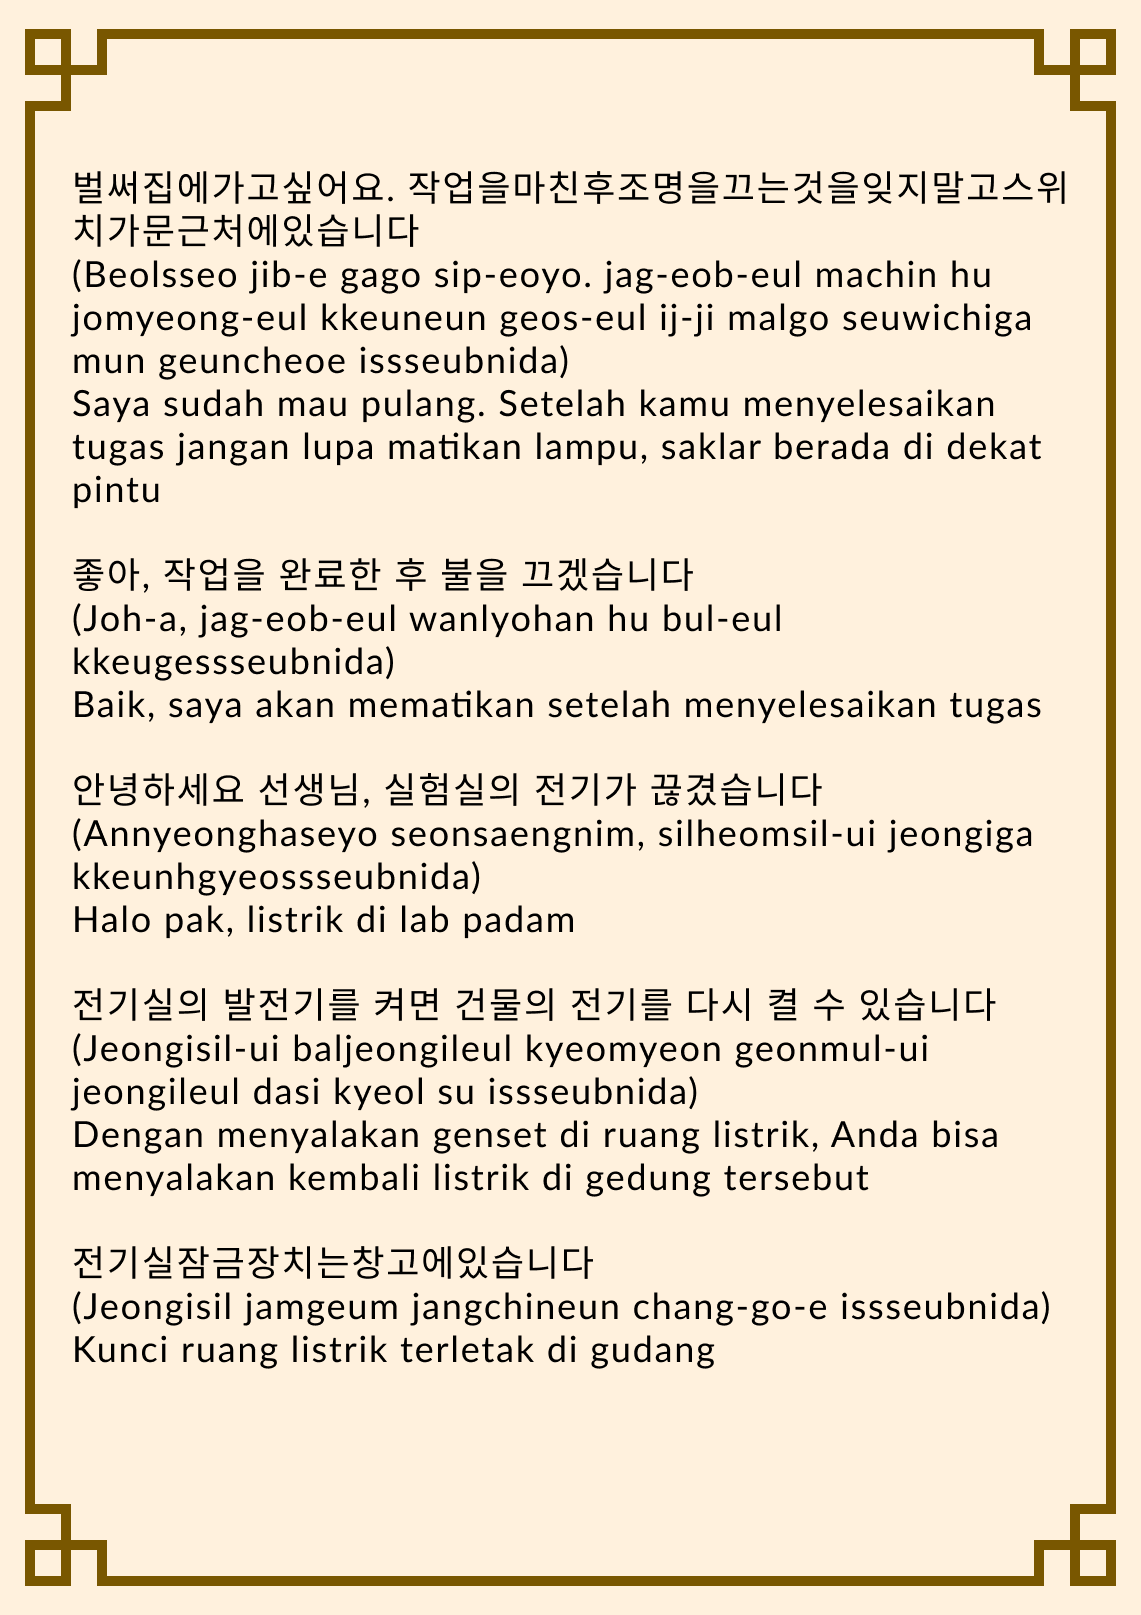 벌써집에가고싶어요. 작업을마친후조명을끄는것을잊지말고스위
치가문근처에있습니다
(Beolsseo jib-e gago sip-eoyo. jag-eob-eul machin hu
jomyeong-eul kkeuneun geos-eul ij-ji malgo seuwichiga
mun geuncheoe issseubnida)
Saya sudah mau pulang. Setelah kamu menyelesaikan
tugas jangan lupa matikan lampu, saklar berada di dekat
pintu
좋아, 작업을 완료한 후 불을 끄겠습니다
(Joh-a, jag-eob-eul wanlyohan hu bul-eul
kkeugessseubnida)
Baik, saya akan mematikan setelah menyelesaikan tugas
안녕하세요 선생님, 실험실의 전기가 끊겼습니다
(Annyeonghaseyo seonsaengnim, silheomsil-ui jeongiga
kkeunhgyeossseubnida)
Halo pak, listrik di lab padam
전기실의 발전기를 켜면 건물의 전기를 다시 켤 수 있습니다
(Jeongisil-ui baljeongileul kyeomyeon geonmul-ui
jeongileul dasi kyeol su issseubnida)
Dengan menyalakan genset di ruang listrik, Anda bisa
menyalakan kembali listrik di gedung tersebut
전기실잠금장치는창고에있습니다
(Jeongisil jamgeum jangchineun chang-go-e issseubnida)
Kunci ruang listrik terletak di gudang